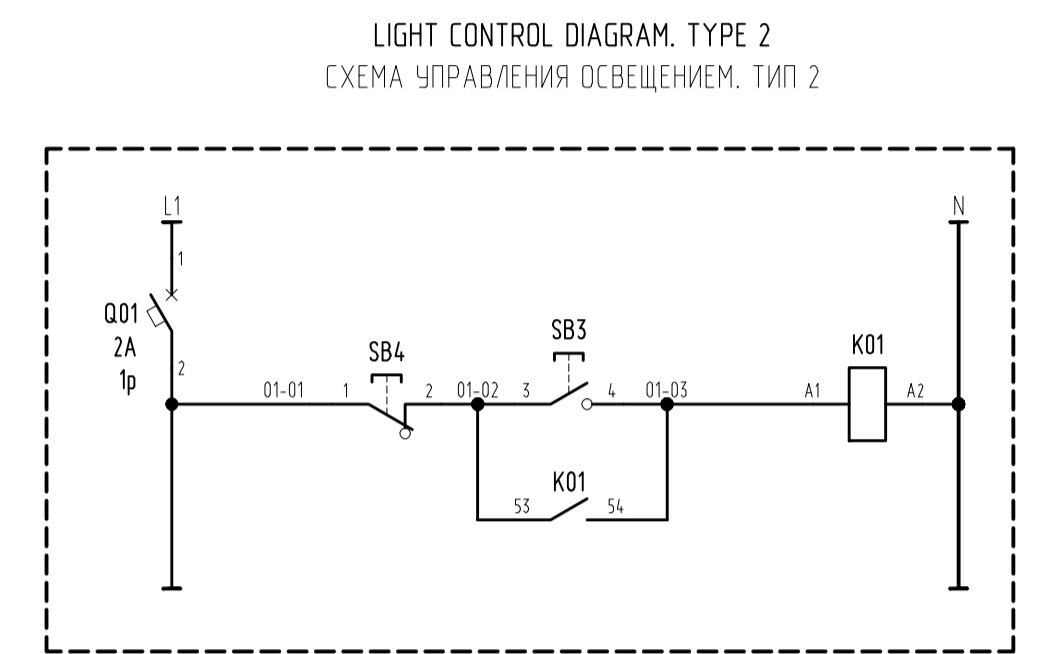 LIGHT CONTROL DIAGRAM. TYPE 2
СХЕМА УПРАВЛЕНИЯ ОСВЕЩЕНИЕМ. ТИП 2
L1
N
1
Q01
2A
1p
2
SB4
SB3
K01
01-01
1
2
01-02
3
4
01-03
A1
A2
K01
53
54